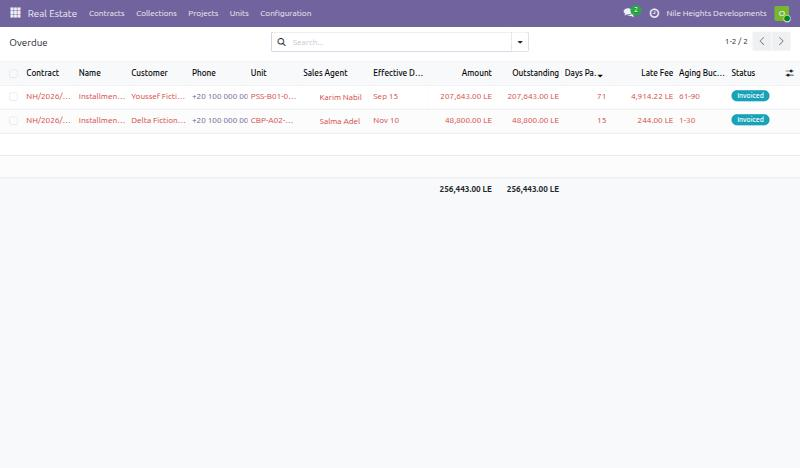 Real Estate Contracts Collections Projects Units Configuration 2 Nile Heights Developments O
Overdue Search... 1-2 / 2
Contract Name Customer Phone Unit Sales Agent Effective D... Amount Outstanding Days Pa... Late Fee Aging Buc... Status
NH/2026/... Installmen... Youssef Ficti... +20 100 000 00 PSS-B01-0... Karim Nabil Sep 15 207,643.00 LE 207,643.00 LE 71 4,914.22 LE 61-90 Invoiced
NH/2026/... Installmen... Delta Fiction... +20 100 000 00 CBP-A02-... Salma Adel Nov 10 48,800.00 LE 48,800.00 LE 15 244.00 LE 1-30 Invoiced
256,443.00 LE 256,443.00 LE